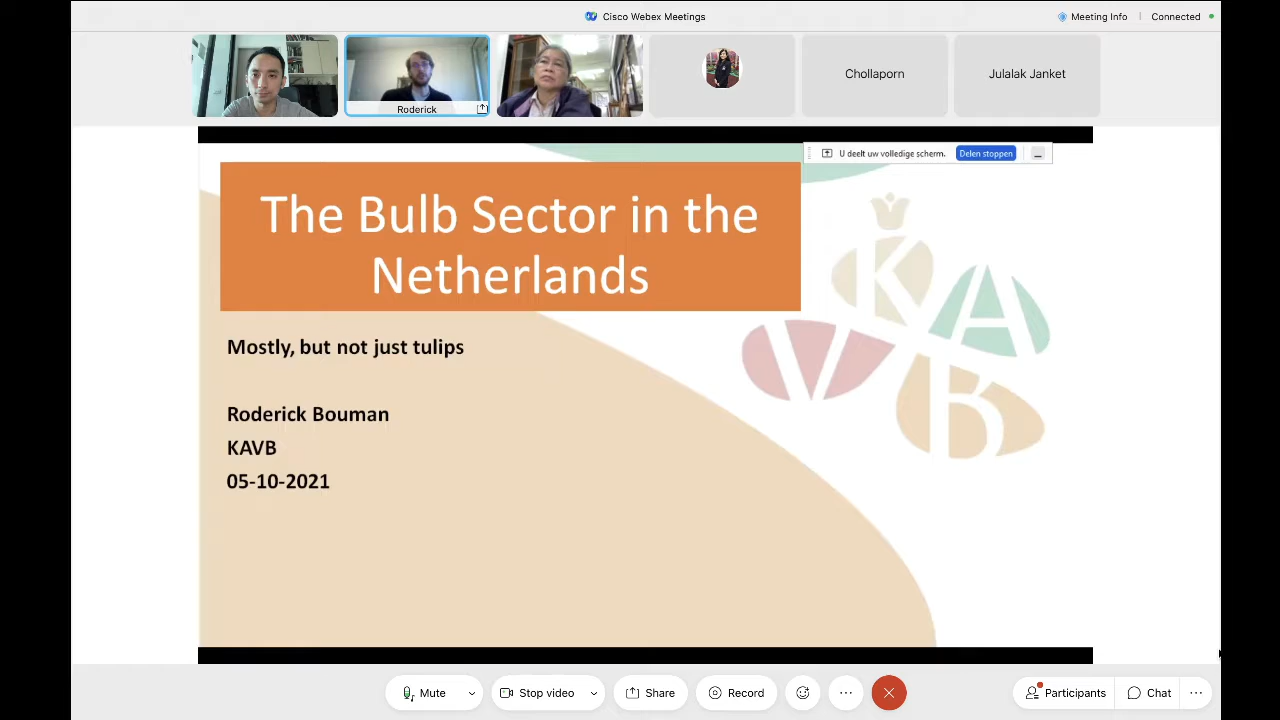 Cisco Webex Meetings
Meeting Info
Connected
Roderick
Chollaporn
Julalak Janket
U deelt uw volledige scherm.
Delen stoppen
The Bulb Sector in the
Netherlands
Mostly, but not just tulips
Roderick Bouman
KAVB
05-10-2021
K
A
V
B
Mute
Stop video
Share
Record
Participants
Chat